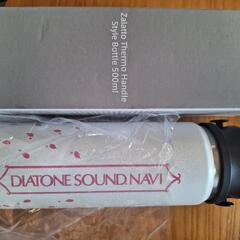 Zalatto Thermo Handle
Style Bottle 500ml
DIATONE SOUND.NAVI